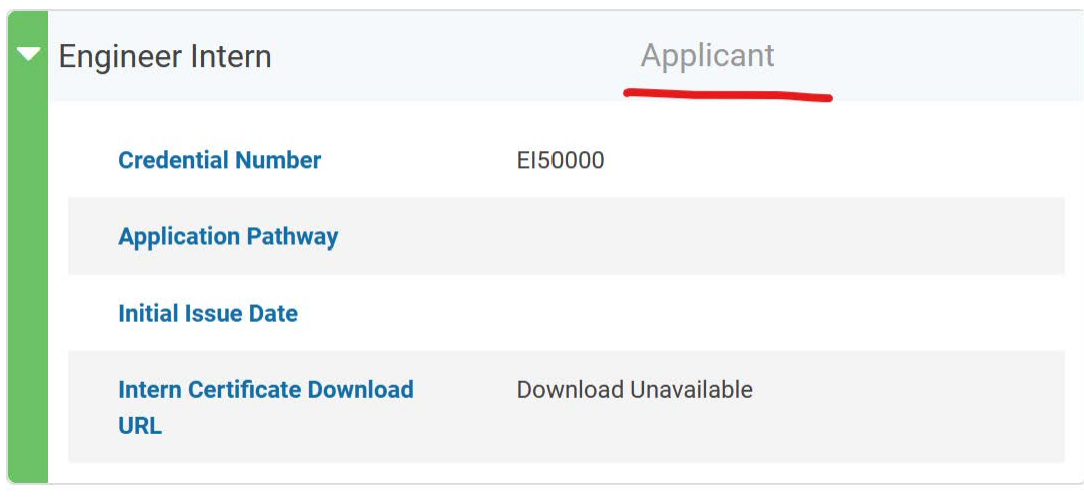 Engineer Intern Applicant
Credential Number EI50000
Application Pathway
Initial Issue Date
Intern Certificate Download Download Unavailable
URL